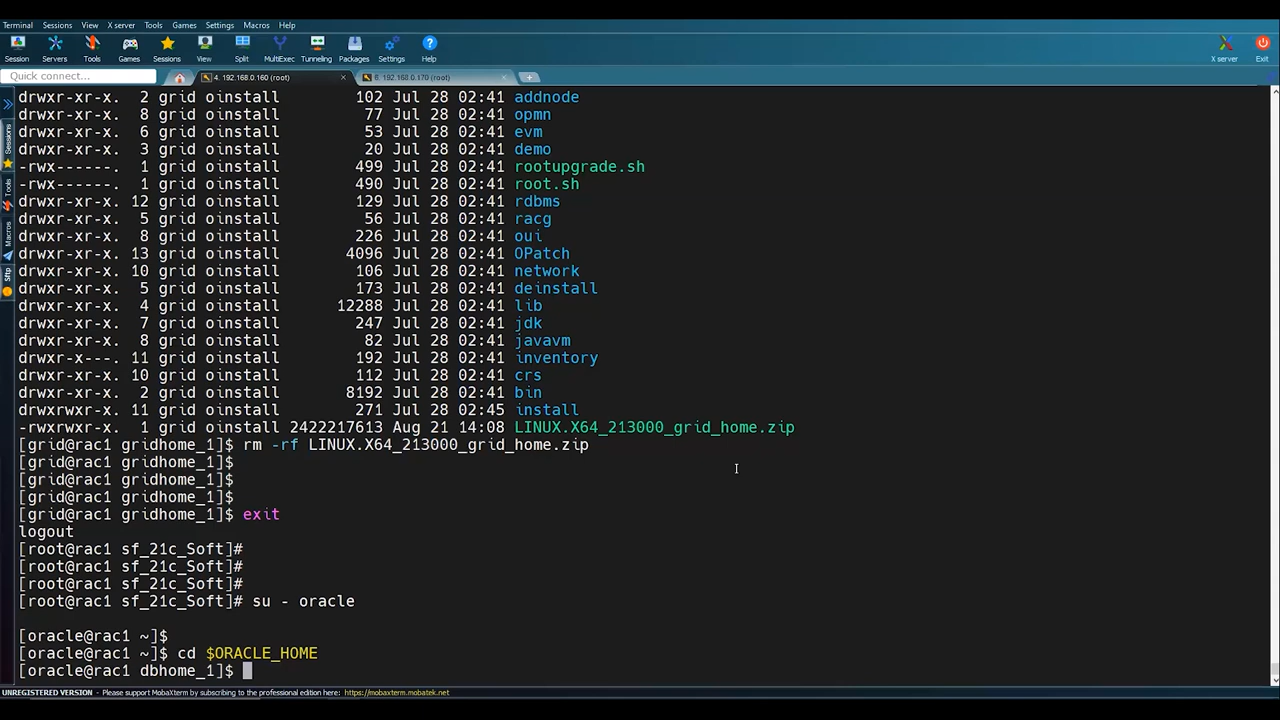 Terminal Sessions View X server Tools Games Settings Macros Help
Session Servers Tools Games Sessions View Split MultiExec Tunneling Packages Settings Help X server Exit
Quick connect... 4. 192.168.0.160 (root) 6. 192.168.0.170 (root)
drwxr-xr-x. 2 grid oinstall 102 Jul 28 02:41 addnode
drwxr-xr-x. 8 grid oinstall 77 Jul 28 02:41 opmn
drwxr-xr-x. 6 grid oinstall 53 Jul 28 02:41 evm
drwxr-xr-x. 3 grid oinstall 20 Jul 28 02:41 demo
-rwx------. 1 grid oinstall 499 Jul 28 02:41 rootupgrade.sh
-rwx------. 1 grid oinstall 490 Jul 28 02:41 root.sh
drwxr-xr-x. 12 grid oinstall 129 Jul 28 02:41 rdbms
drwxr-xr-x. 5 grid oinstall 56 Jul 28 02:41 racg
drwxr-xr-x. 8 grid oinstall 226 Jul 28 02:41 oui
drwxr-xr-x. 13 grid oinstall 4096 Jul 28 02:41 OPatch
drwxr-xr-x. 10 grid oinstall 106 Jul 28 02:41 network
drwxr-xr-x. 5 grid oinstall 173 Jul 28 02:41 deinstall
drwxr-xr-x. 4 grid oinstall 12288 Jul 28 02:41 lib
drwxr-xr-x. 7 grid oinstall 247 Jul 28 02:41 jdk
drwxr-xr-x. 8 grid oinstall 82 Jul 28 02:41 javavm
drwxr-x---. 11 grid oinstall 192 Jul 28 02:41 inventory
drwxr-xr-x. 10 grid oinstall 112 Jul 28 02:41 crs
drwxr-xr-x. 2 grid oinstall 8192 Jul 28 02:41 bin
drwxr-xr-x. 11 grid oinstall 271 Jul 28 02:45 install
-rwxrwxr-x. 1 grid oinstall 2422217613 Aug 21 14:08 LINUX.X64_213000_grid_home.zip
[grid@rac1 gridhome_1]$ rm -rf LINUX.X64_213000_grid_home.zip
[grid@rac1 gridhome_1]$
[grid@rac1 gridhome_1]$
[grid@rac1 gridhome_1]$
[grid@rac1 gridhome_1]$ exit
logout
[root@rac1 sf_21c_Soft]#
[root@rac1 sf_21c_Soft]#
[root@rac1 sf_21c_Soft]#
[root@rac1 sf_21c_Soft]# su - oracle
[oracle@rac1 ~]$
[oracle@rac1 ~]$ cd $ORACLE_HOME
[oracle@rac1 dbhome_1]$
Sessions
Tools
Macros
Sftp
UNREGISTERED VERSION - Please support MobaXterm by subscribing to the professional edition here: https://mobaxterm.mobatek.net